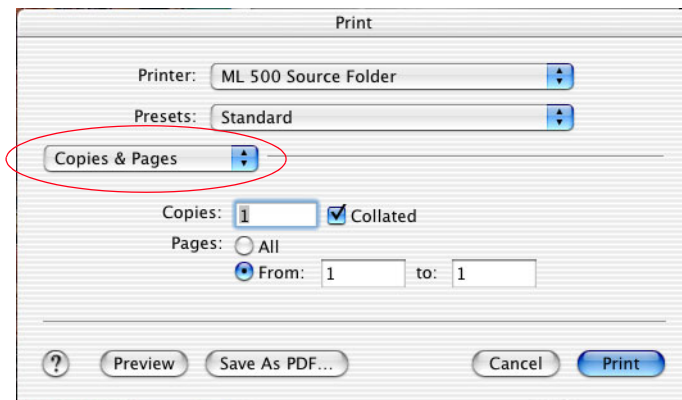 Print
Printer: ML 500 Source Folder
Presets: Standard
Copies & Pages
Copies: 1 Collated
Pages: All
From: 1 to: 1
? Preview Save As PDF... Cancel Print